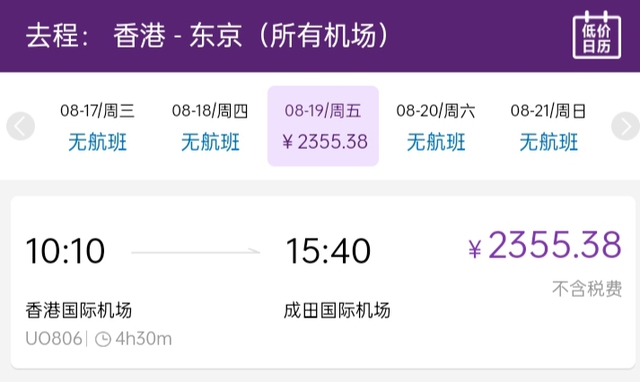 去程： 香港 - 东京（所有机场）
低价
日历
08-17/周三 08-18/周四 08-19/周五 08-20/周六 08-21/周日
无航班 无航班 ￥2355.38 无航班 无航班
10:10 15:40 ￥2355.38
不含税费
香港国际机场 成田国际机场
UO806 4h30m